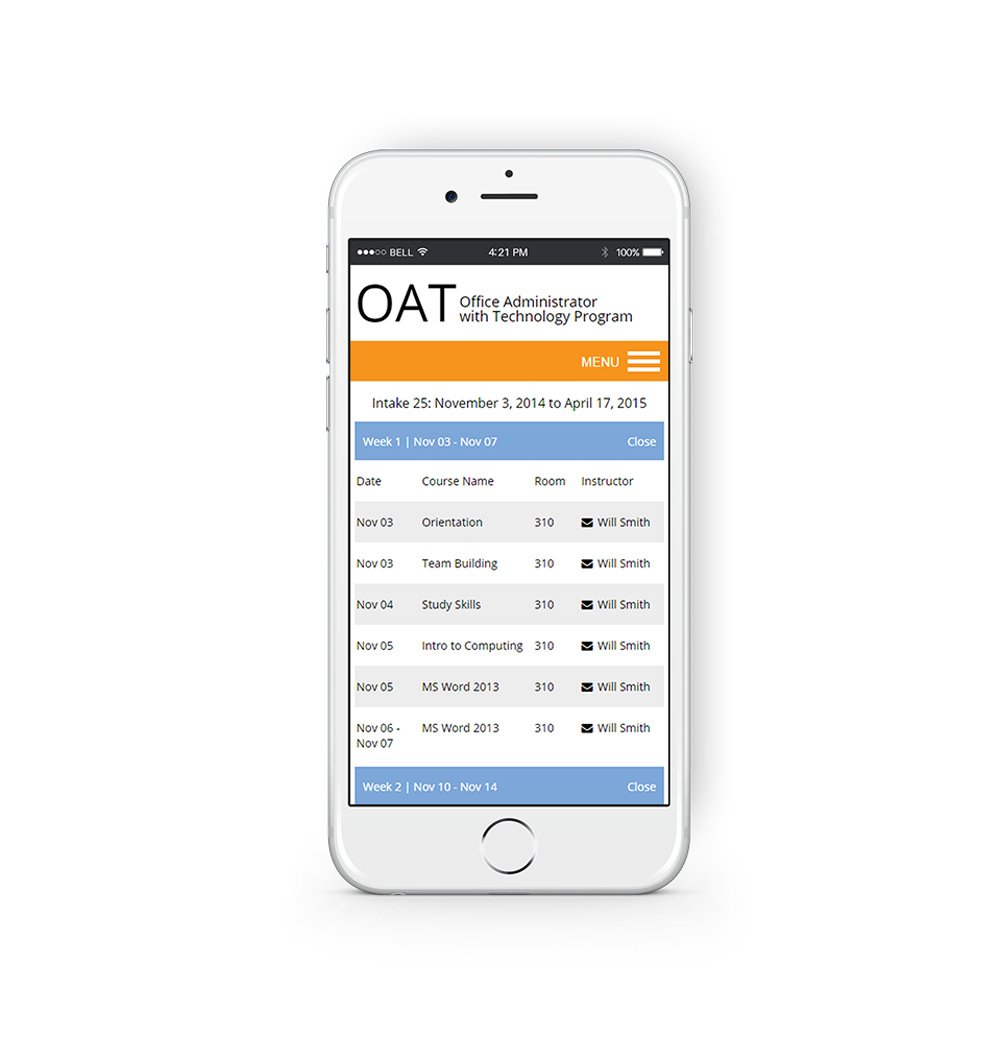 BELL 4:21 PM 100%
OAT Office Administrator
with Technology Program
MENU
Intake 25: November 3, 2014 to April 17, 2015
Week 1 | Nov 03 - Nov 07 Close
Date Course Name Room Instructor
Nov 03 Orientation 310 Will Smith
Nov 03 Team Building 310 Will Smith
Nov 04 Study Skills 310 Will Smith
Nov 05 Intro to Computing 310 Will Smith
Nov 05 MS Word 2013 310 Will Smith
Nov 06 - MS Word 2013 310 Will Smith
Nov 07
Week 2 | Nov 10 - Nov 14 Close